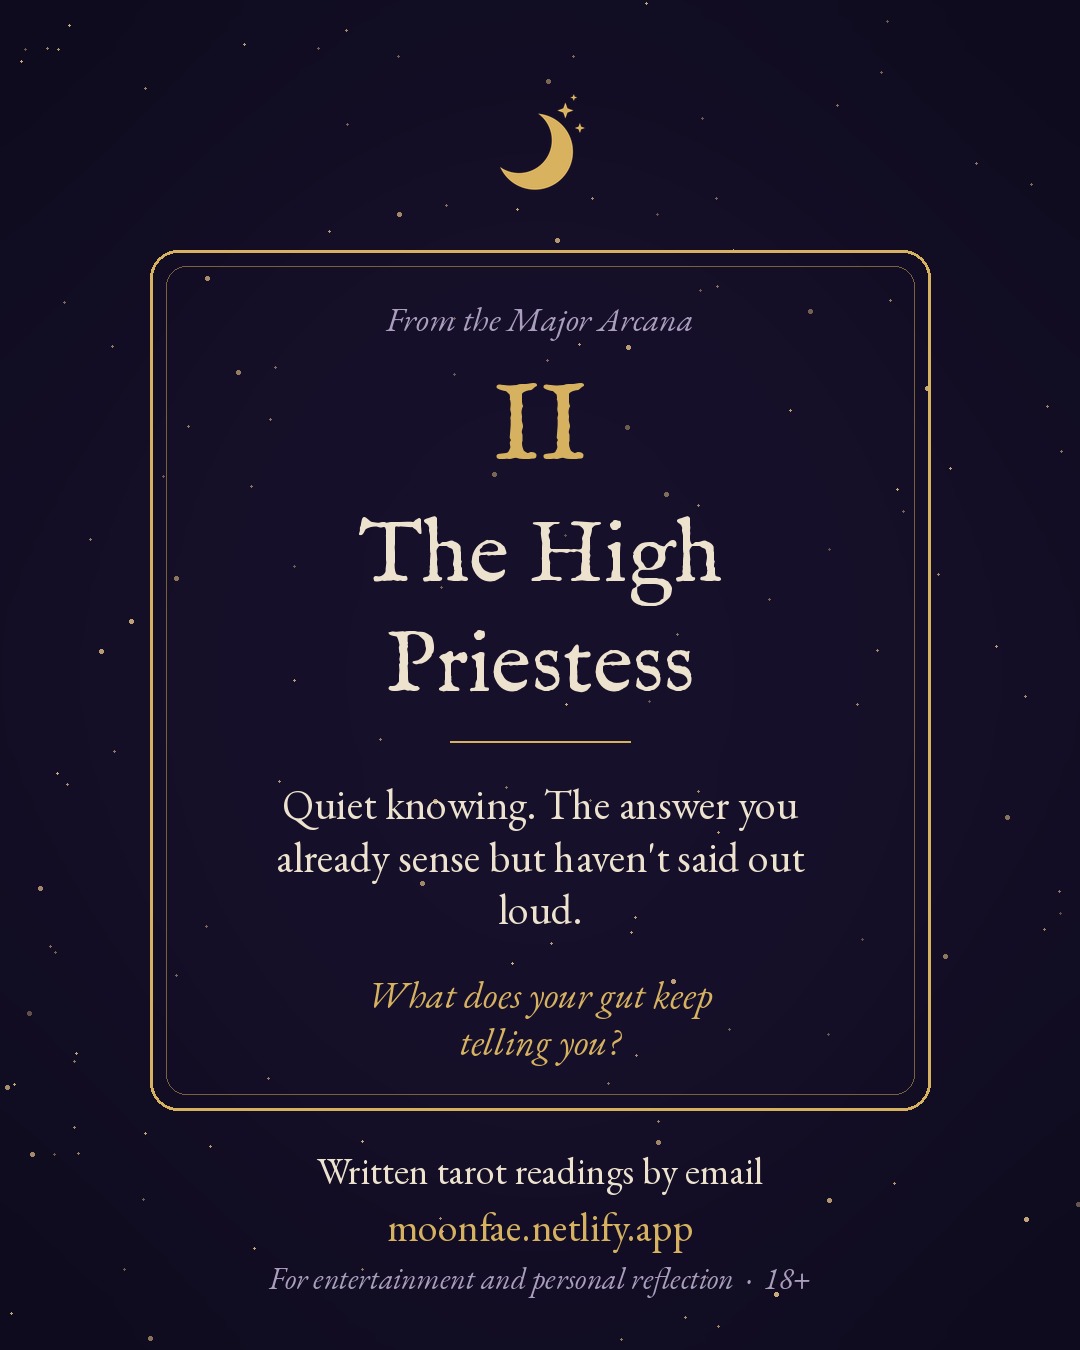 From the Major Arcana
II
The High
Priestess
Quiet knowing. The answer you
already sense but haven't said out
loud.
What does your gut keep
telling you?
Written tarot readings by email
moonfae.netlify.app
For entertainment and personal reflection · 18+